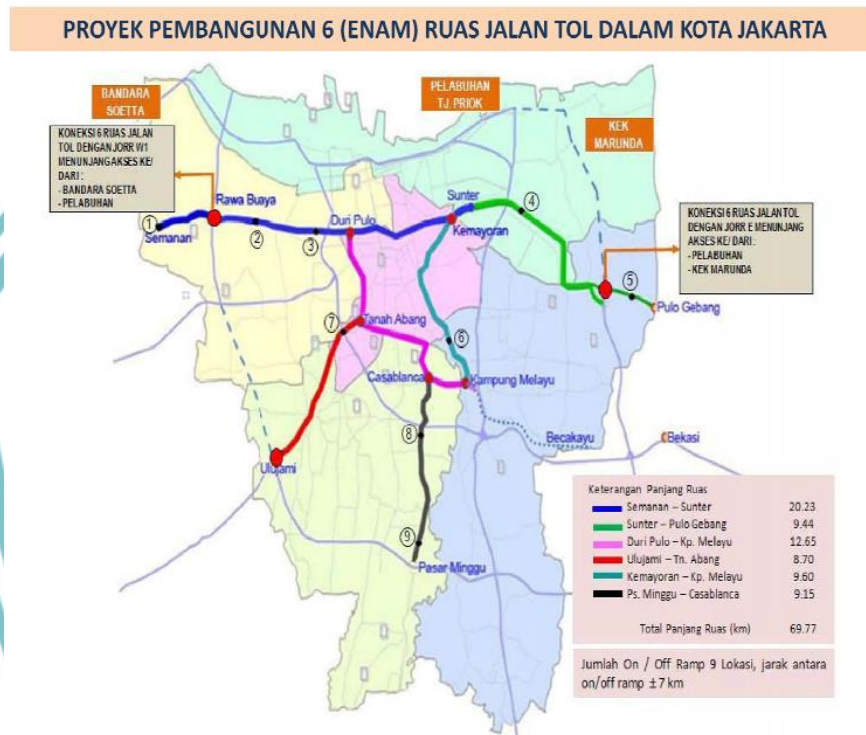 PROYEK PEMBANGUNAN 6 (ENAM) RUAS JALAN TOL DALAM KOTA JAKARTA
BANDARA
SOETTA
PELABUHAN
TJ. PRIOK
KEK
MARUNDA
KONEKSI 6 RUAS JALAN
TOL DENGAN JORR W1
MENUNJANG AKSES KE/
DARI :
- BANDARA SOETTA
- PELABUHAN
KONEKSI 6 RUAS JALAN TOL
DENGAN JORR E MENUNJANG
AKSES KE/ DARI :
- PELABUHAN
- KEK MARUNDA
Rawa Buaya
1
Semanan
2
3
Duri Pulo
Sunter
Kemayoran
4
5
Pulo Gebang
7
Tanah Abang
6
Casablanca
Kampung Melayu
8
Becakayu
Bekasi
Ulujami
9
Pasar Minggu
Keterangan Panjang Ruas
Semanan – Sunter 20.23
Sunter – Pulo Gebang 9.44
Duri Pulo – Kp. Melayu 12.65
Ulujami – Tn. Abang 8.70
Kemayoran – Kp. Melayu 9.60
Ps. Minggu – Casablanca 9.15
Total Panjang Ruas (km) 69.77
Jumlah On / Off Ramp 9 Lokasi, jarak antara
on/off ramp ±7 km